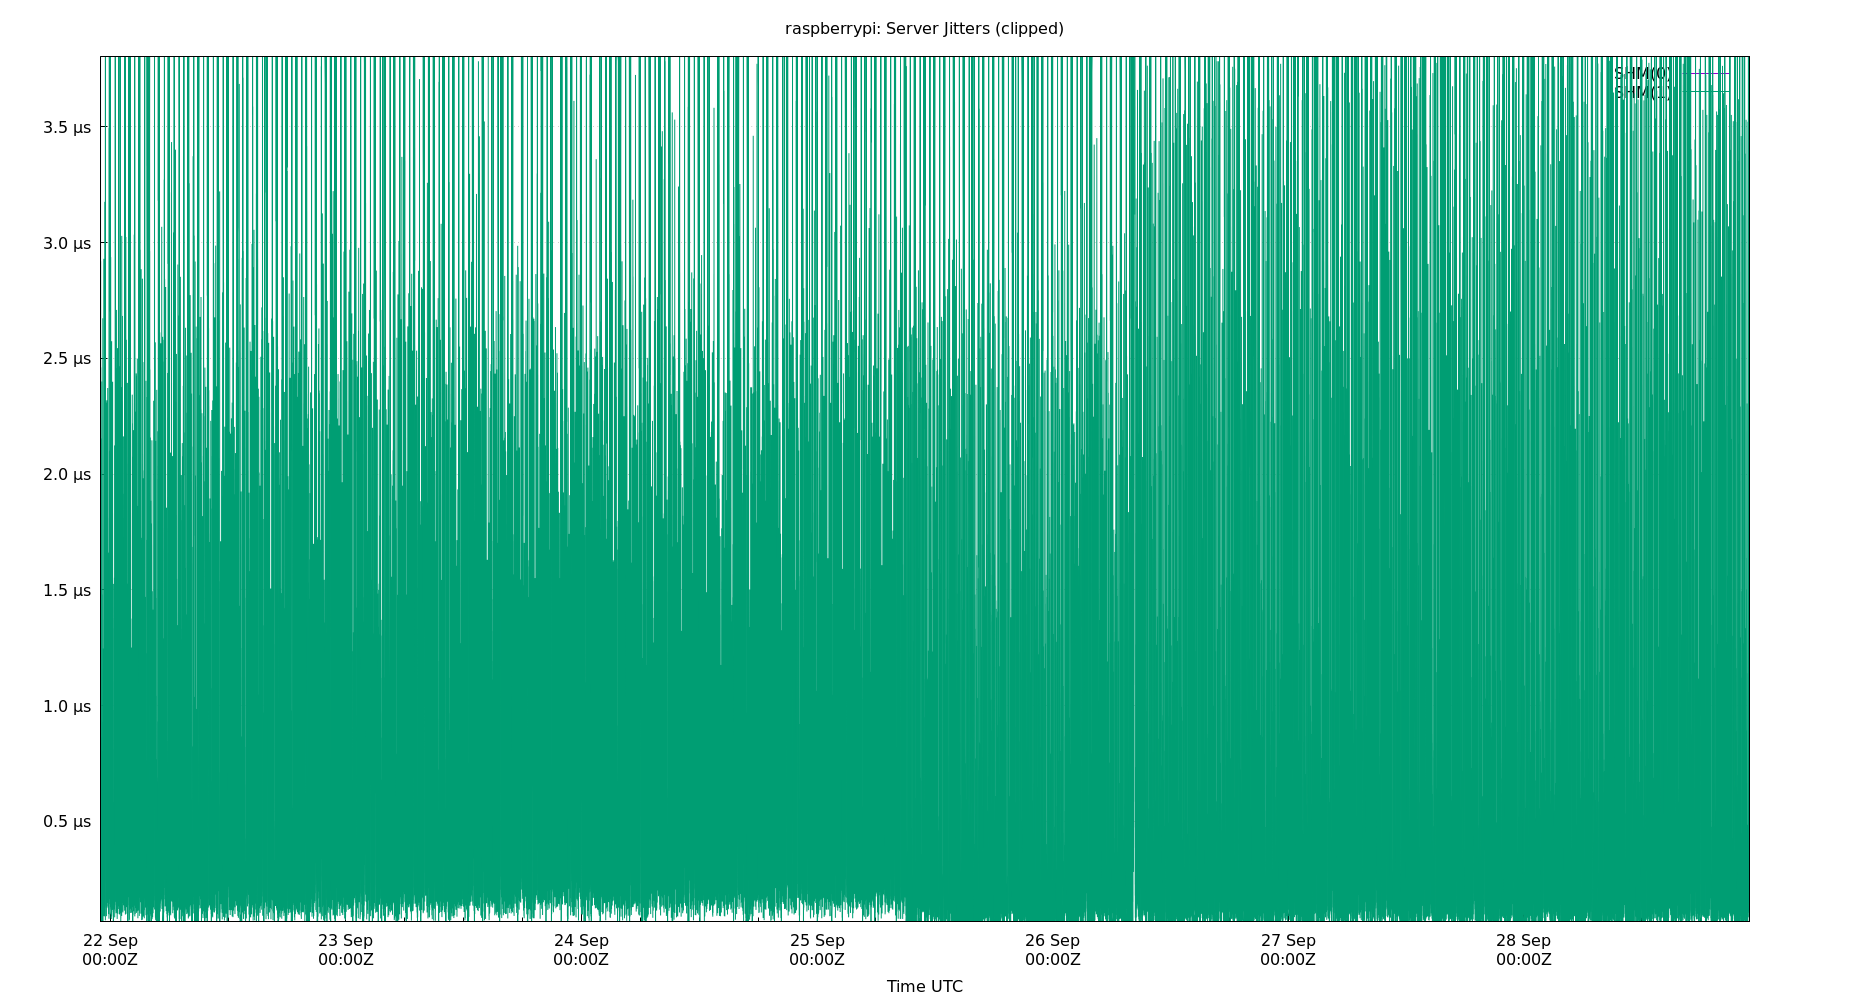 raspberrypi: Server Jitters (clipped)
SHM(0)
SHM(1)
3.5 µs
3.0 µs
2.5 µs
2.0 µs
1.5 µs
1.0 µs
0.5 µs
22 Sep 23 Sep 24 Sep 25 Sep 26 Sep 27 Sep 28 Sep
00:00Z 00:00Z 00:00Z 00:00Z 00:00Z 00:00Z 00:00Z
Time UTC